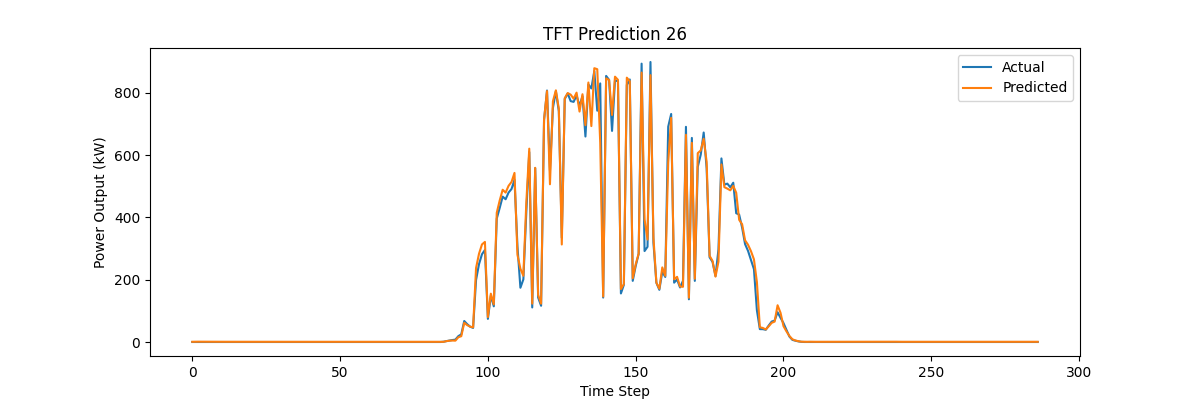 TFT Prediction 26
Actual
Predicted
Power Output (kW)
800
600
400
200
0
0 50 100 150 200 250 300
Time Step